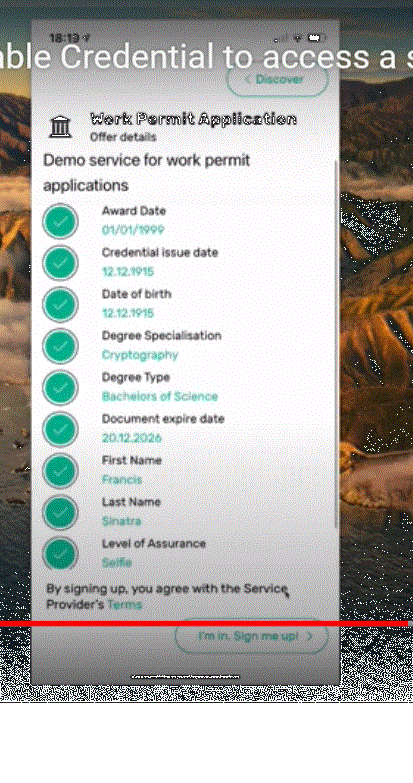 18:19
able Credential to access a s
Discover
Work Permit Application
Offer details
Demo service for work permit
applications
Award Date
01/01/1999
Credential issue date
12.12.1915
Date of birth
12.12.1915
Degree Specialisation
Cryptography
Degree Type
Bachelors of Science
Document expire date
20.12.2026
First Name
Francis
Last Name
Sinatra
Level of Assurance
Selfie
By signing up, you agree with the Service
Provider's Terms
I'm in, Sign me up!